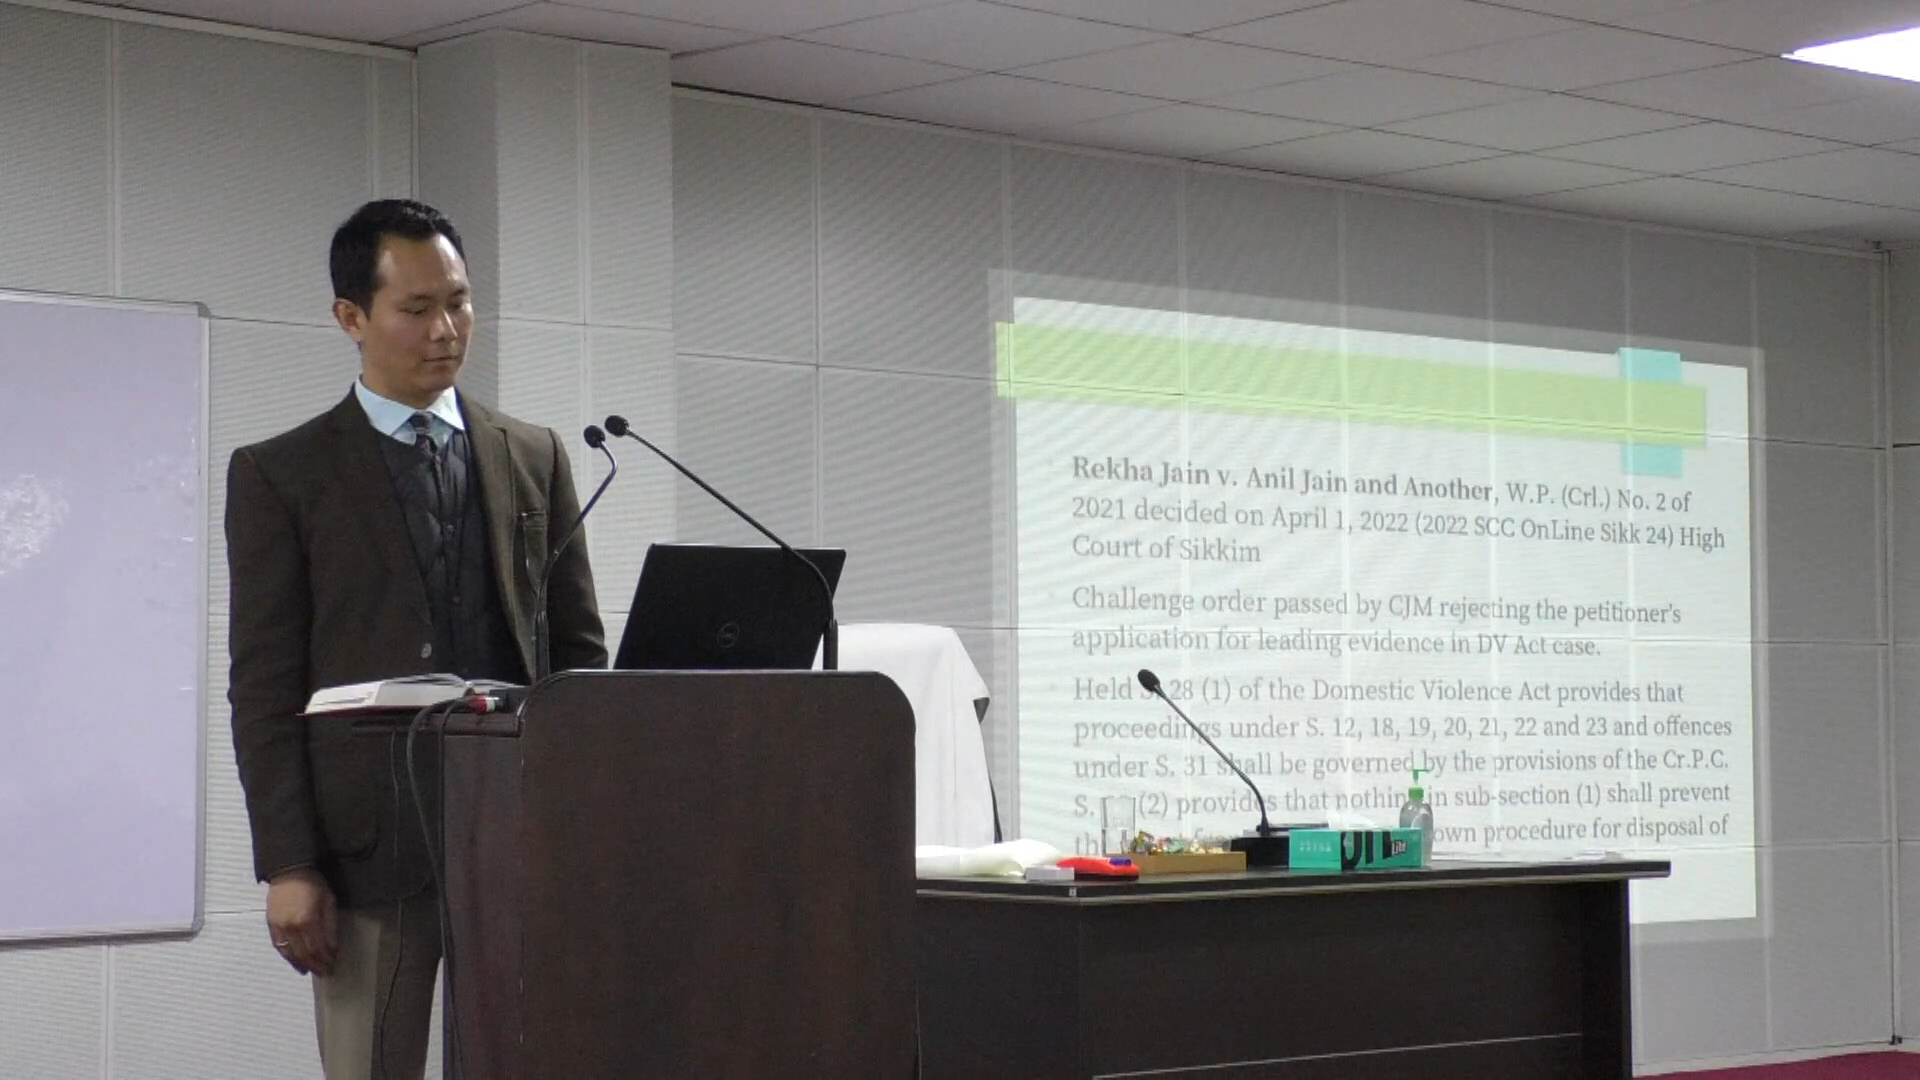 Rekha Jain v. Anil Jain and Another, W.P. (Crl.) No. 2 of
2021 decided on April 1, 2022 (2022 SCC OnLine Sikk 24) High
Court of Sikkim
Challenge order passed by CJM rejecting the petitioner's
application for leading evidence in DV Act case.
Held 28 (1) of the Domestic Violence Act provides that
proceedings under S. 12, 18, 19, 20, 21, 22 and 23 and offences
under S. 31 shall be governed by the provisions of the Cr.P.C.
S. (2) provides that nothing in sub-section (1) shall prevent
own procedure for disposal of
Lite
DELL